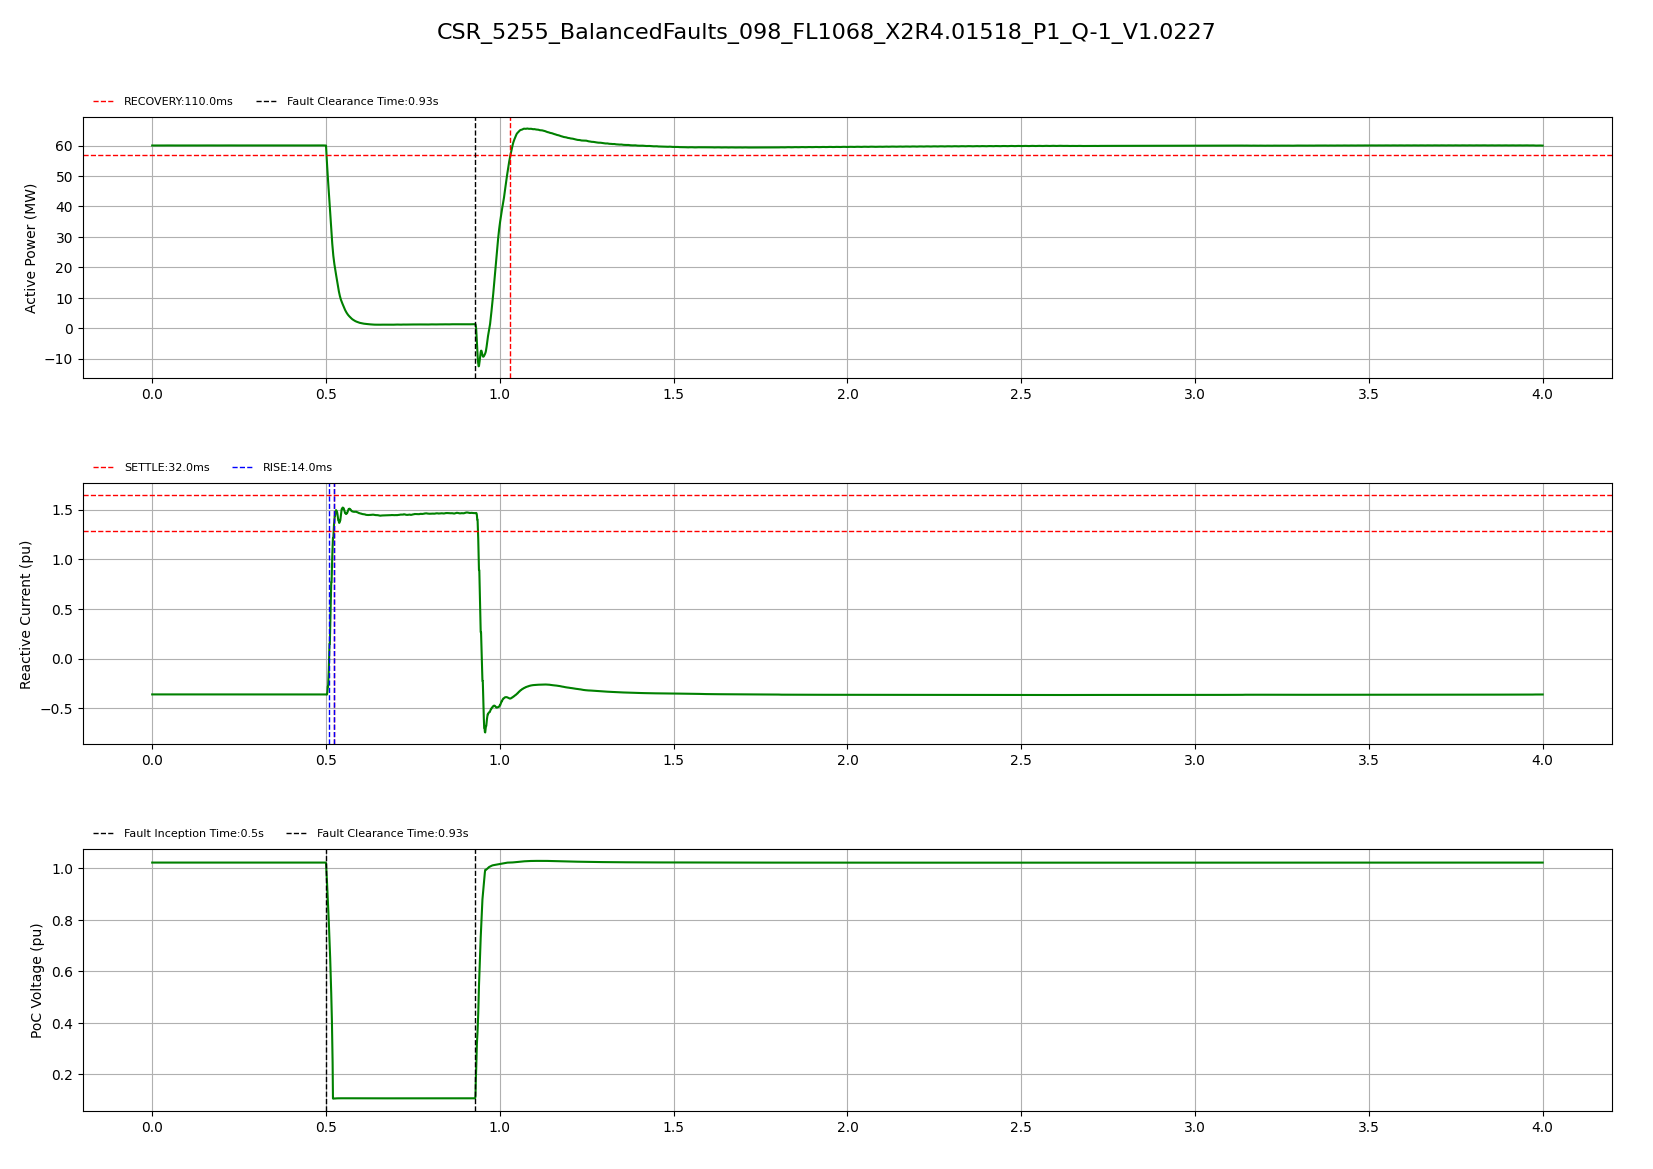 CSR_5255_BalancedFaults_098_FL1068_X2R4.01518_P1_Q-1_V1.0227
RECOVERY:110.0ms Fault Clearance Time:0.93s
Active Power (MW)
60
50
40
30
20
10
0
−10
0.0 0.5 1.0 1.5 2.0 2.5 3.0 3.5 4.0
SETTLE:32.0ms RISE:14.0ms
Reactive Current (pu)
1.5
1.0
0.5
0.0
−0.5
0.0 0.5 1.0 1.5 2.0 2.5 3.0 3.5 4.0
Fault Inception Time:0.5s Fault Clearance Time:0.93s
PoC Voltage (pu)
1.0
0.8
0.6
0.4
0.2
0.0 0.5 1.0 1.5 2.0 2.5 3.0 3.5 4.0